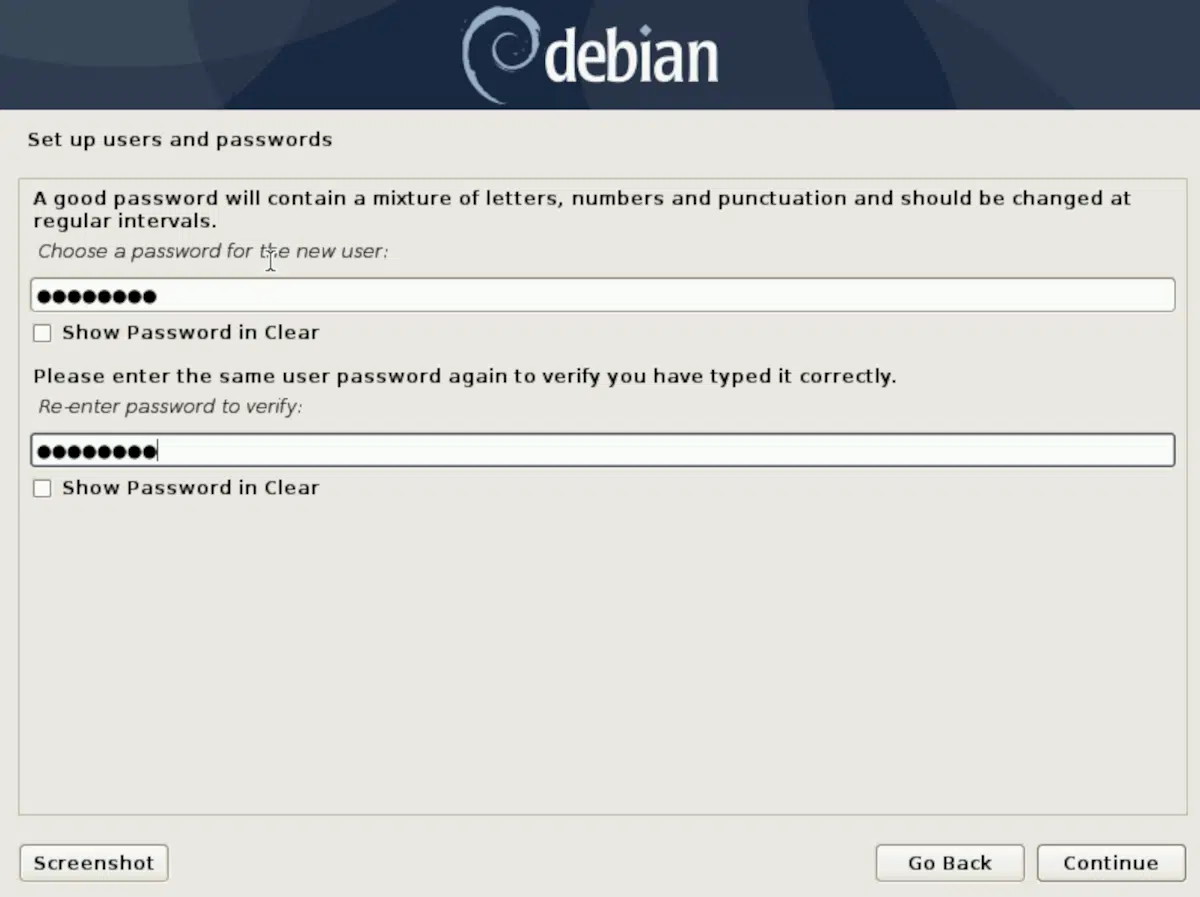 debian
Set up users and passwords
A good password will contain a mixture of letters, numbers and punctuation and should be changed at
regular intervals.
Choose a password for the new user:
●●●●●●●●
Show Password in Clear
Please enter the same user password again to verify you have typed it correctly.
Re-enter password to verify:
●●●●●●●●
Show Password in Clear
Screenshot
Go Back
Continue